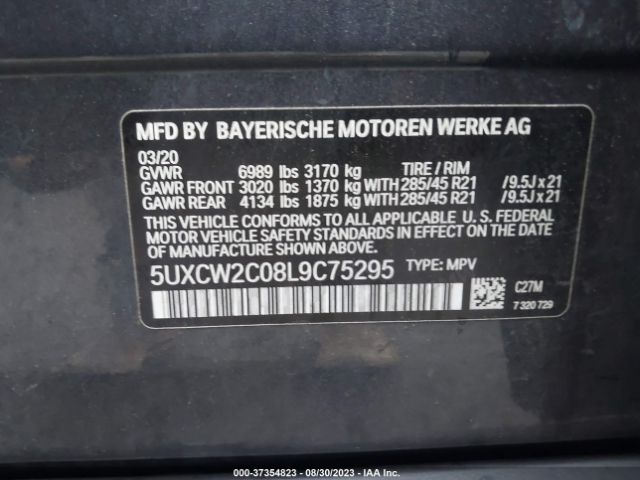 MFD BY BAYERISCHE MOTOREN WERKE AG
03/20
GVWR 6989 lbs 3170 kg TIRE / RIM
GAWR FRONT 3020 lbs 1370 kg WITH 285/45 R21 /9.5J x 21
GAWR REAR 4134 lbs 1875 kg WITH 285/45 R21 /9.5J x 21
THIS VEHICLE CONFORMS TO ALL APPLICABLE U. S. FEDERAL
MOTOR VEHICLE SAFETY STANDARDS IN EFFECT ON THE DATE
OF MANUFACTURE SHOWN ABOVE.
5UXCW2C08L9C75295 TYPE: MPV
C27M
7 320 729
000-37354823 - 08/30/2023 - IAA Inc.